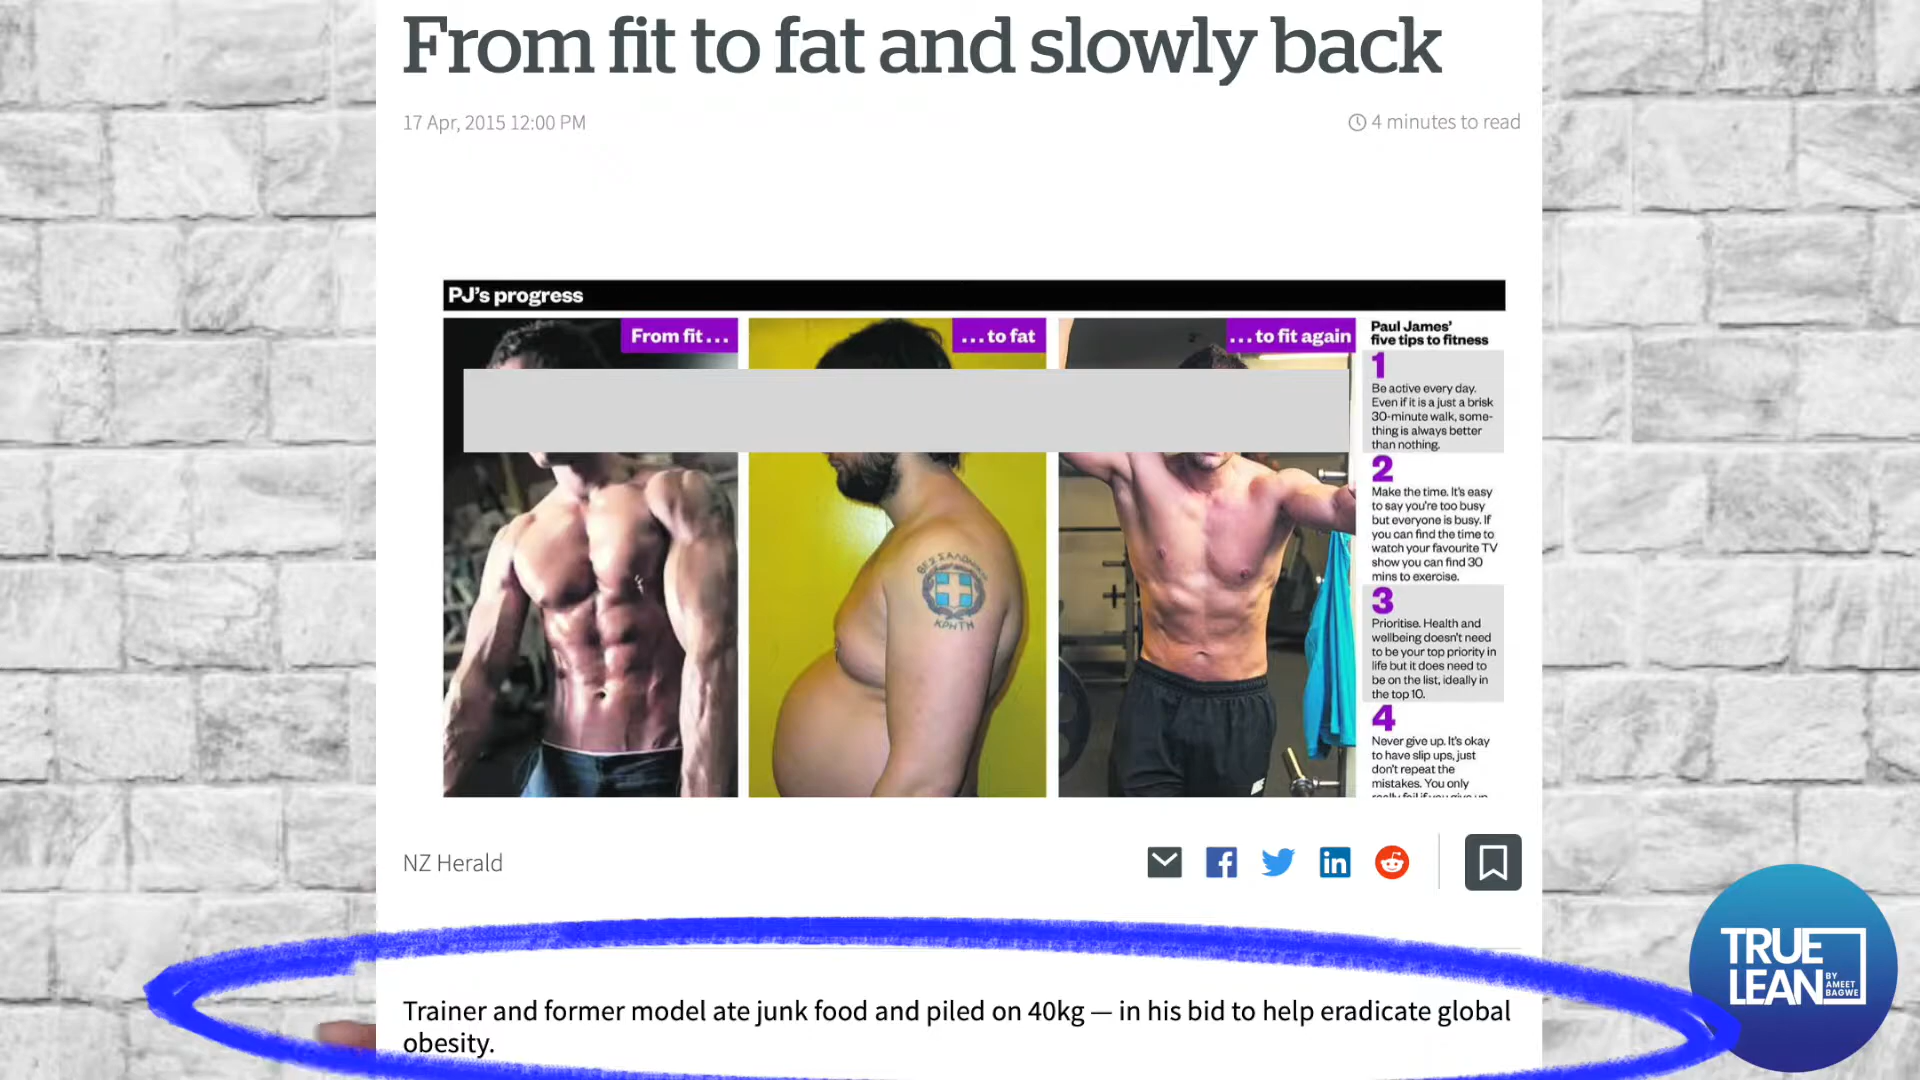 From fit to fat and slowly back
17 Apr, 2015 12:00 PM
4 minutes to read
PJ's progress
From fit...
...to fat
...to fit again
Paul James'
five tips to fitness
1
Be active every day.
Even if it is a just a brisk
30-minute walk, some-
thing is always better
than nothing.
2
Make the time. It's easy
to say you're too busy
but everyone is busy. If
you can find the time to
watch your favourite TV
show you can find 30
mins to exercise.
3
Prioritise. Health and
wellbeing doesn't need
to be your top priority in
life but it does need to
be on the list, ideally in
the top 10.
4
Never give up. It's okay
to have slip ups, just
don't repeat the
mistakes. You only
really fail if you give up
ΘΕΣΣΑΛΟΝΙΚΗ
ΚΡΗΤΗ
NZ Herald
Trainer and former model ate junk food and piled on 40kg — in his bid to help eradicate global
obesity.
TRUE
LEAN
BY
AMEET
BAGWE